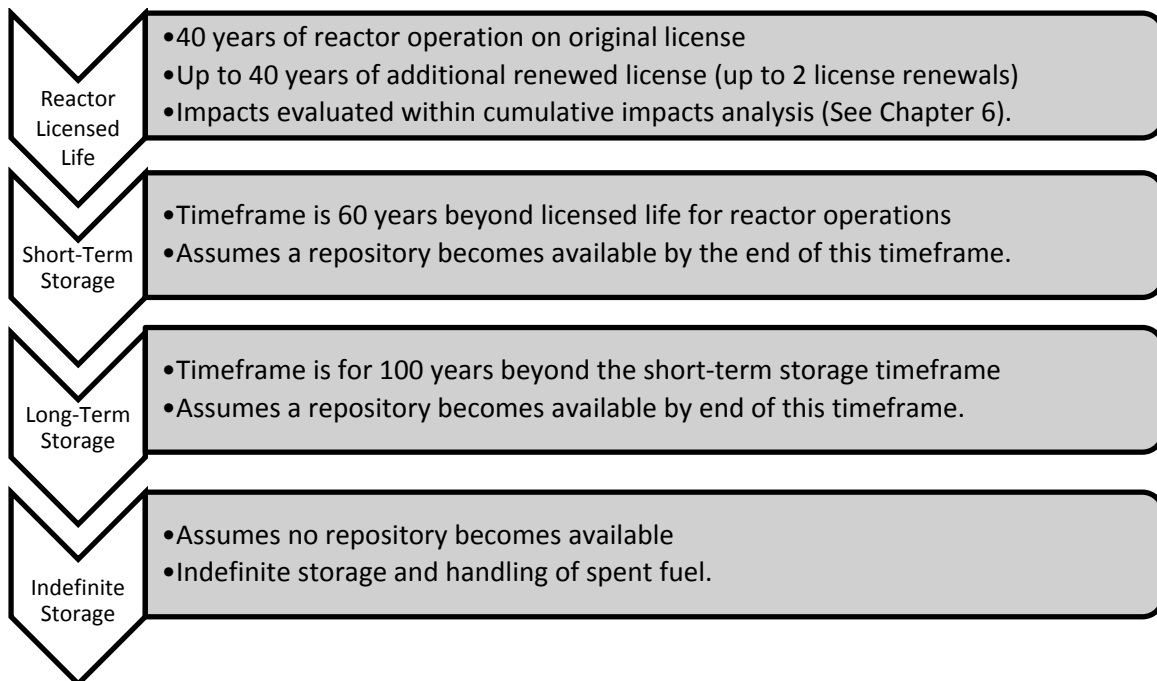 Reactor
Licensed
Life
•40 years of reactor operation on original license
•Up to 40 years of additional renewed license (up to 2 license renewals)
•Impacts evaluated within cumulative impacts analysis (See Chapter 6).
Short-Term
Storage
•Timeframe is 60 years beyond licensed life for reactor operations
•Assumes a repository becomes available by the end of this timeframe.
Long-Term
Storage
•Timeframe is for 100 years beyond the short-term storage timeframe
•Assumes a repository becomes available by end of this timeframe.
Indefinite
Storage
•Assumes no repository becomes available
•Indefinite storage and handling of spent fuel.